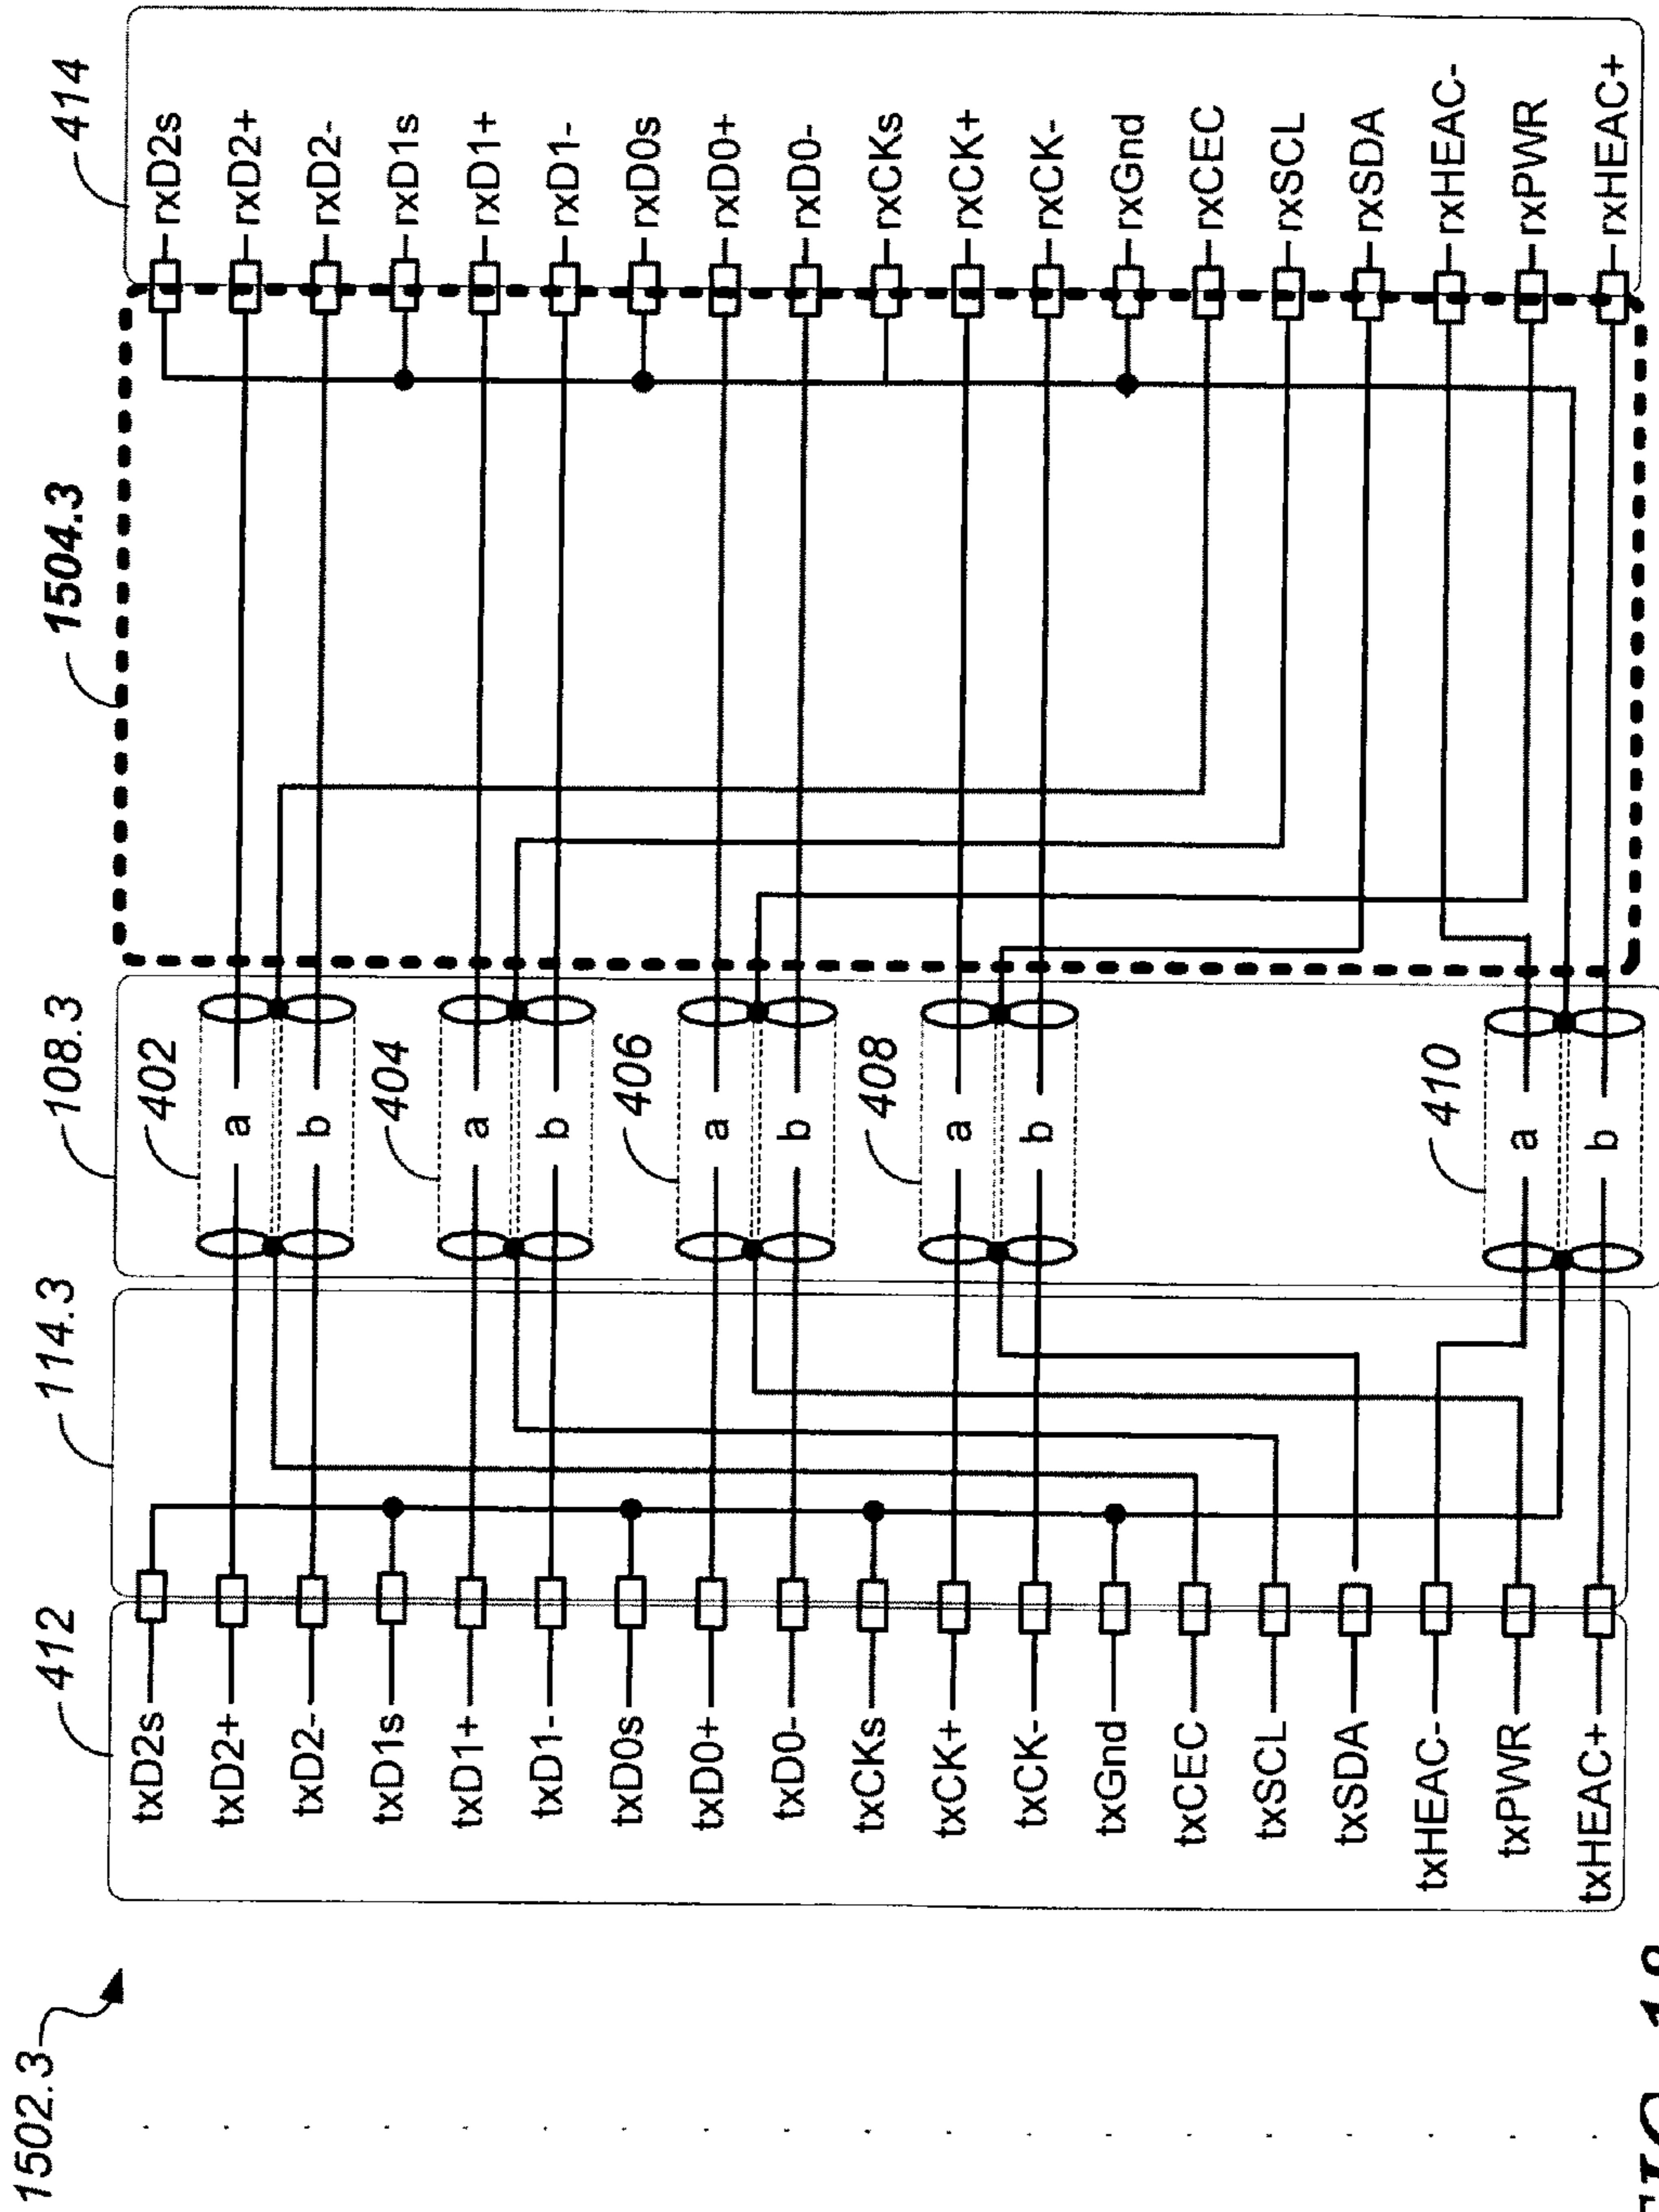 1502.3
412
114.3
108.3
1504.3
414
txD2s
txD2+
txD2-
txD1s
txD1+
txD1-
txD0s
txD0+
txD0-
txCKs
txCK+
txCK-
txGnd
txCEC
txSCL
txSDA
txHEAC-
txPWR
txHEAC+
402
a
b
404
a
b
406
a
b
408
a
b
410
a
b
rxD2s
rxD2+
rxD2-
rxD1s
rxD1+
rxD1-
rxD0s
rxD0+
rxD0-
rxCKs
rxCK+
rxCK-
rxGnd
rxCEC
rxSCL
rxSDA
rxHEAC-
rxPWR
rxHEAC+